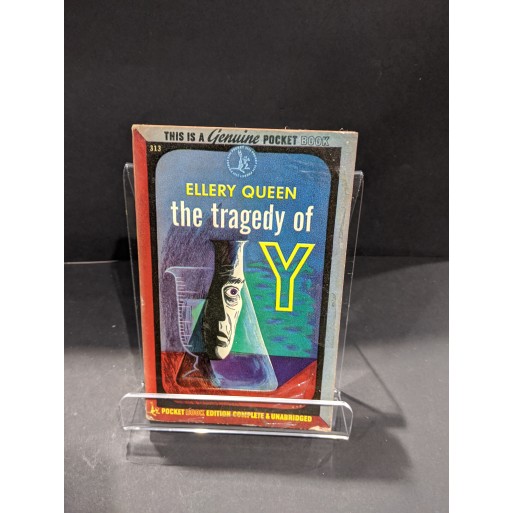 THIS IS A Genuine POCKET BOOK
313
ELLERY QUEEN
the tragedy of
Y
POCKET BOOK EDITION COMPLETE & UNABRIDGED